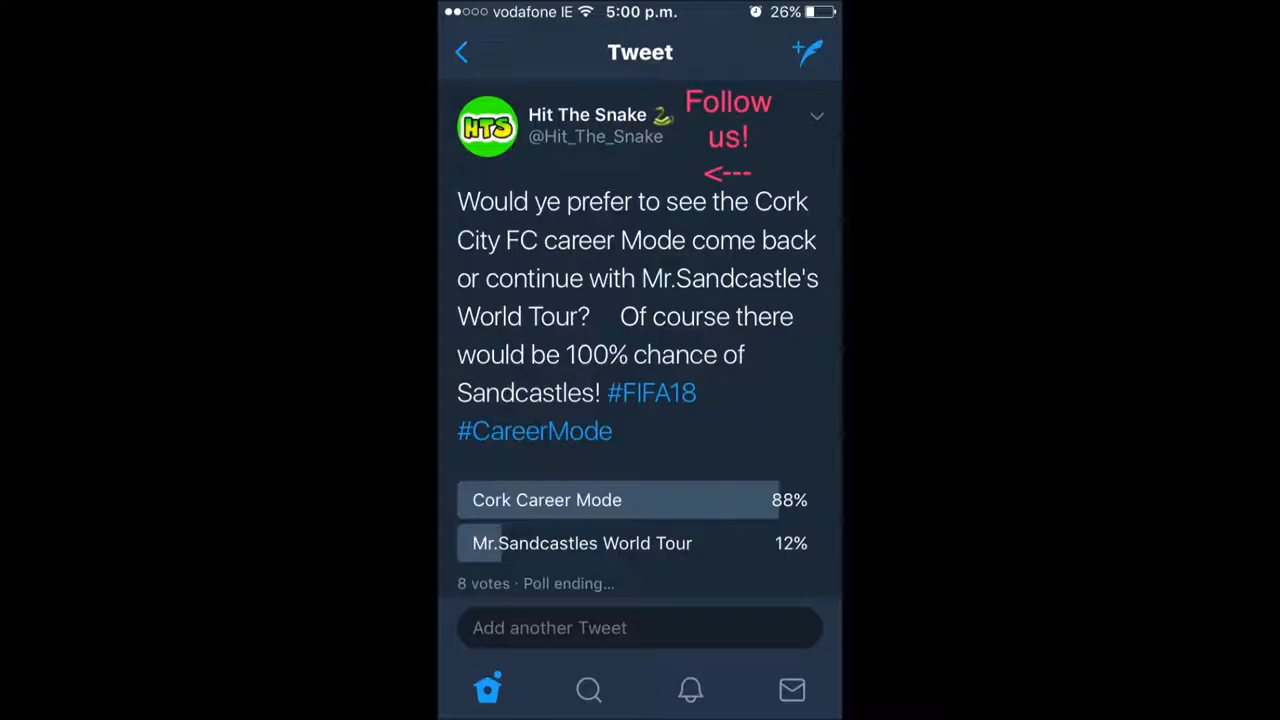 vodafone IE 5:00 p.m. 26%
Tweet
HTS
Hit The Snake 🐍
@Hit_The_Snake
Follow
us!
<---
Would ye prefer to see the Cork
City FC career Mode come back
or continue with Mr.Sandcastle's
World Tour? Of course there
would be 100% chance of
Sandcastles! #FIFA18
#CareerMode
Cork Career Mode 88%
Mr.Sandcastles World Tour 12%
8 votes · Poll ending...
Add another Tweet